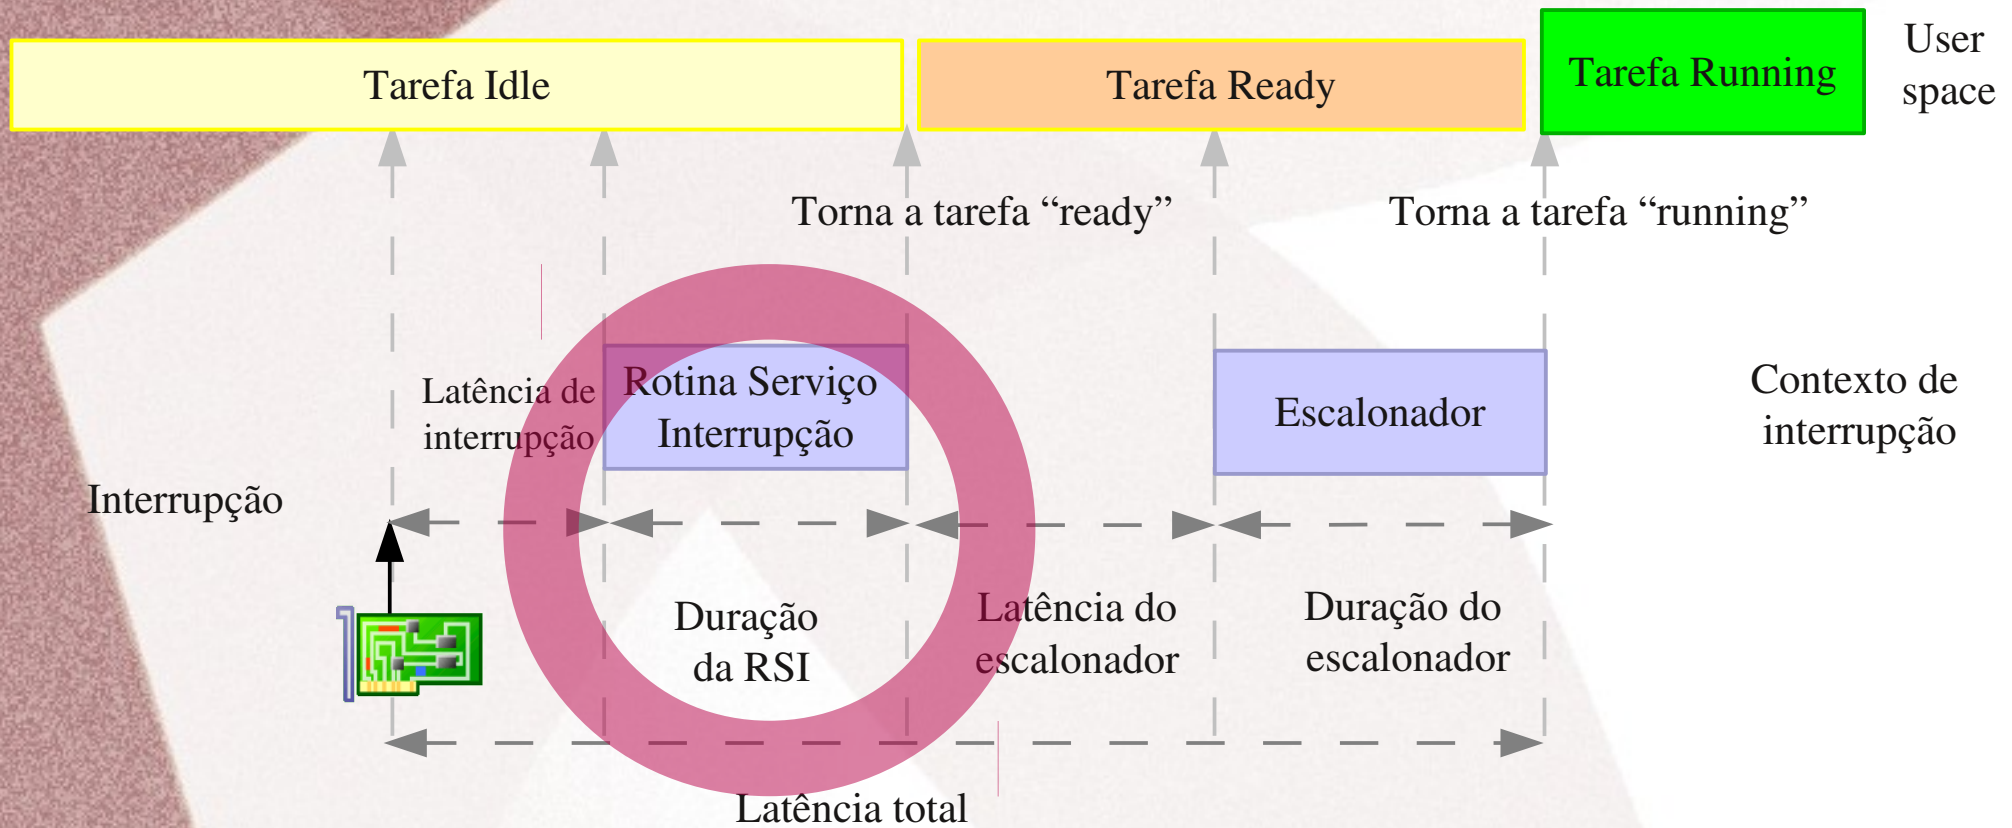 Tarefa Idle
Tarefa Ready
Tarefa Running
User
space
Torna a tarefa “ready”
Torna a tarefa “running”
Latência de
interrupção
Rotina Serviço
Interrupção
Escalonador
Contexto de
interrupção
Interrupção
Duração
da RSI
Latência do
escalonador
Duração do
escalonador
Latência total